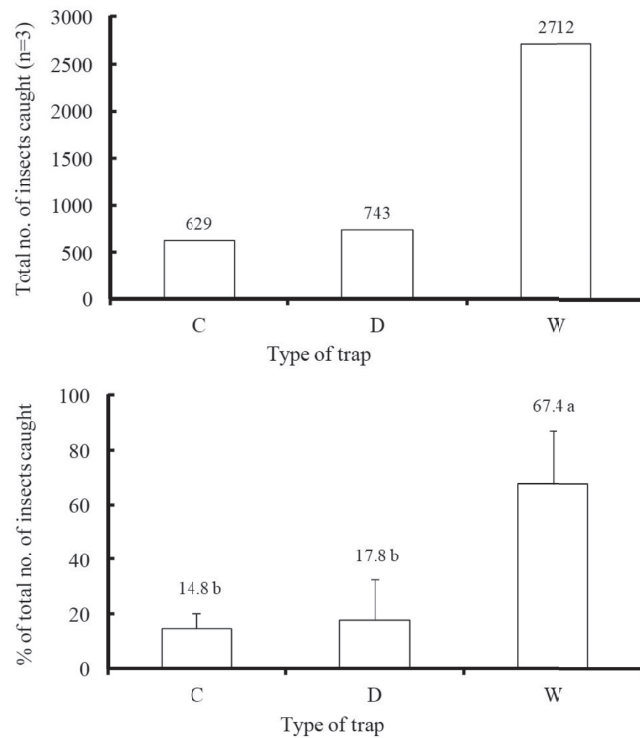 Total no. of insects caught (n=3)
3000
2500
2000
1500
1000
500
0
629
743
2712
C D W
Type of trap
% of total no. of insects caught
100
80
60
40
20
0
14.8 b
17.8 b
67.4 a
C D W
Type of trap